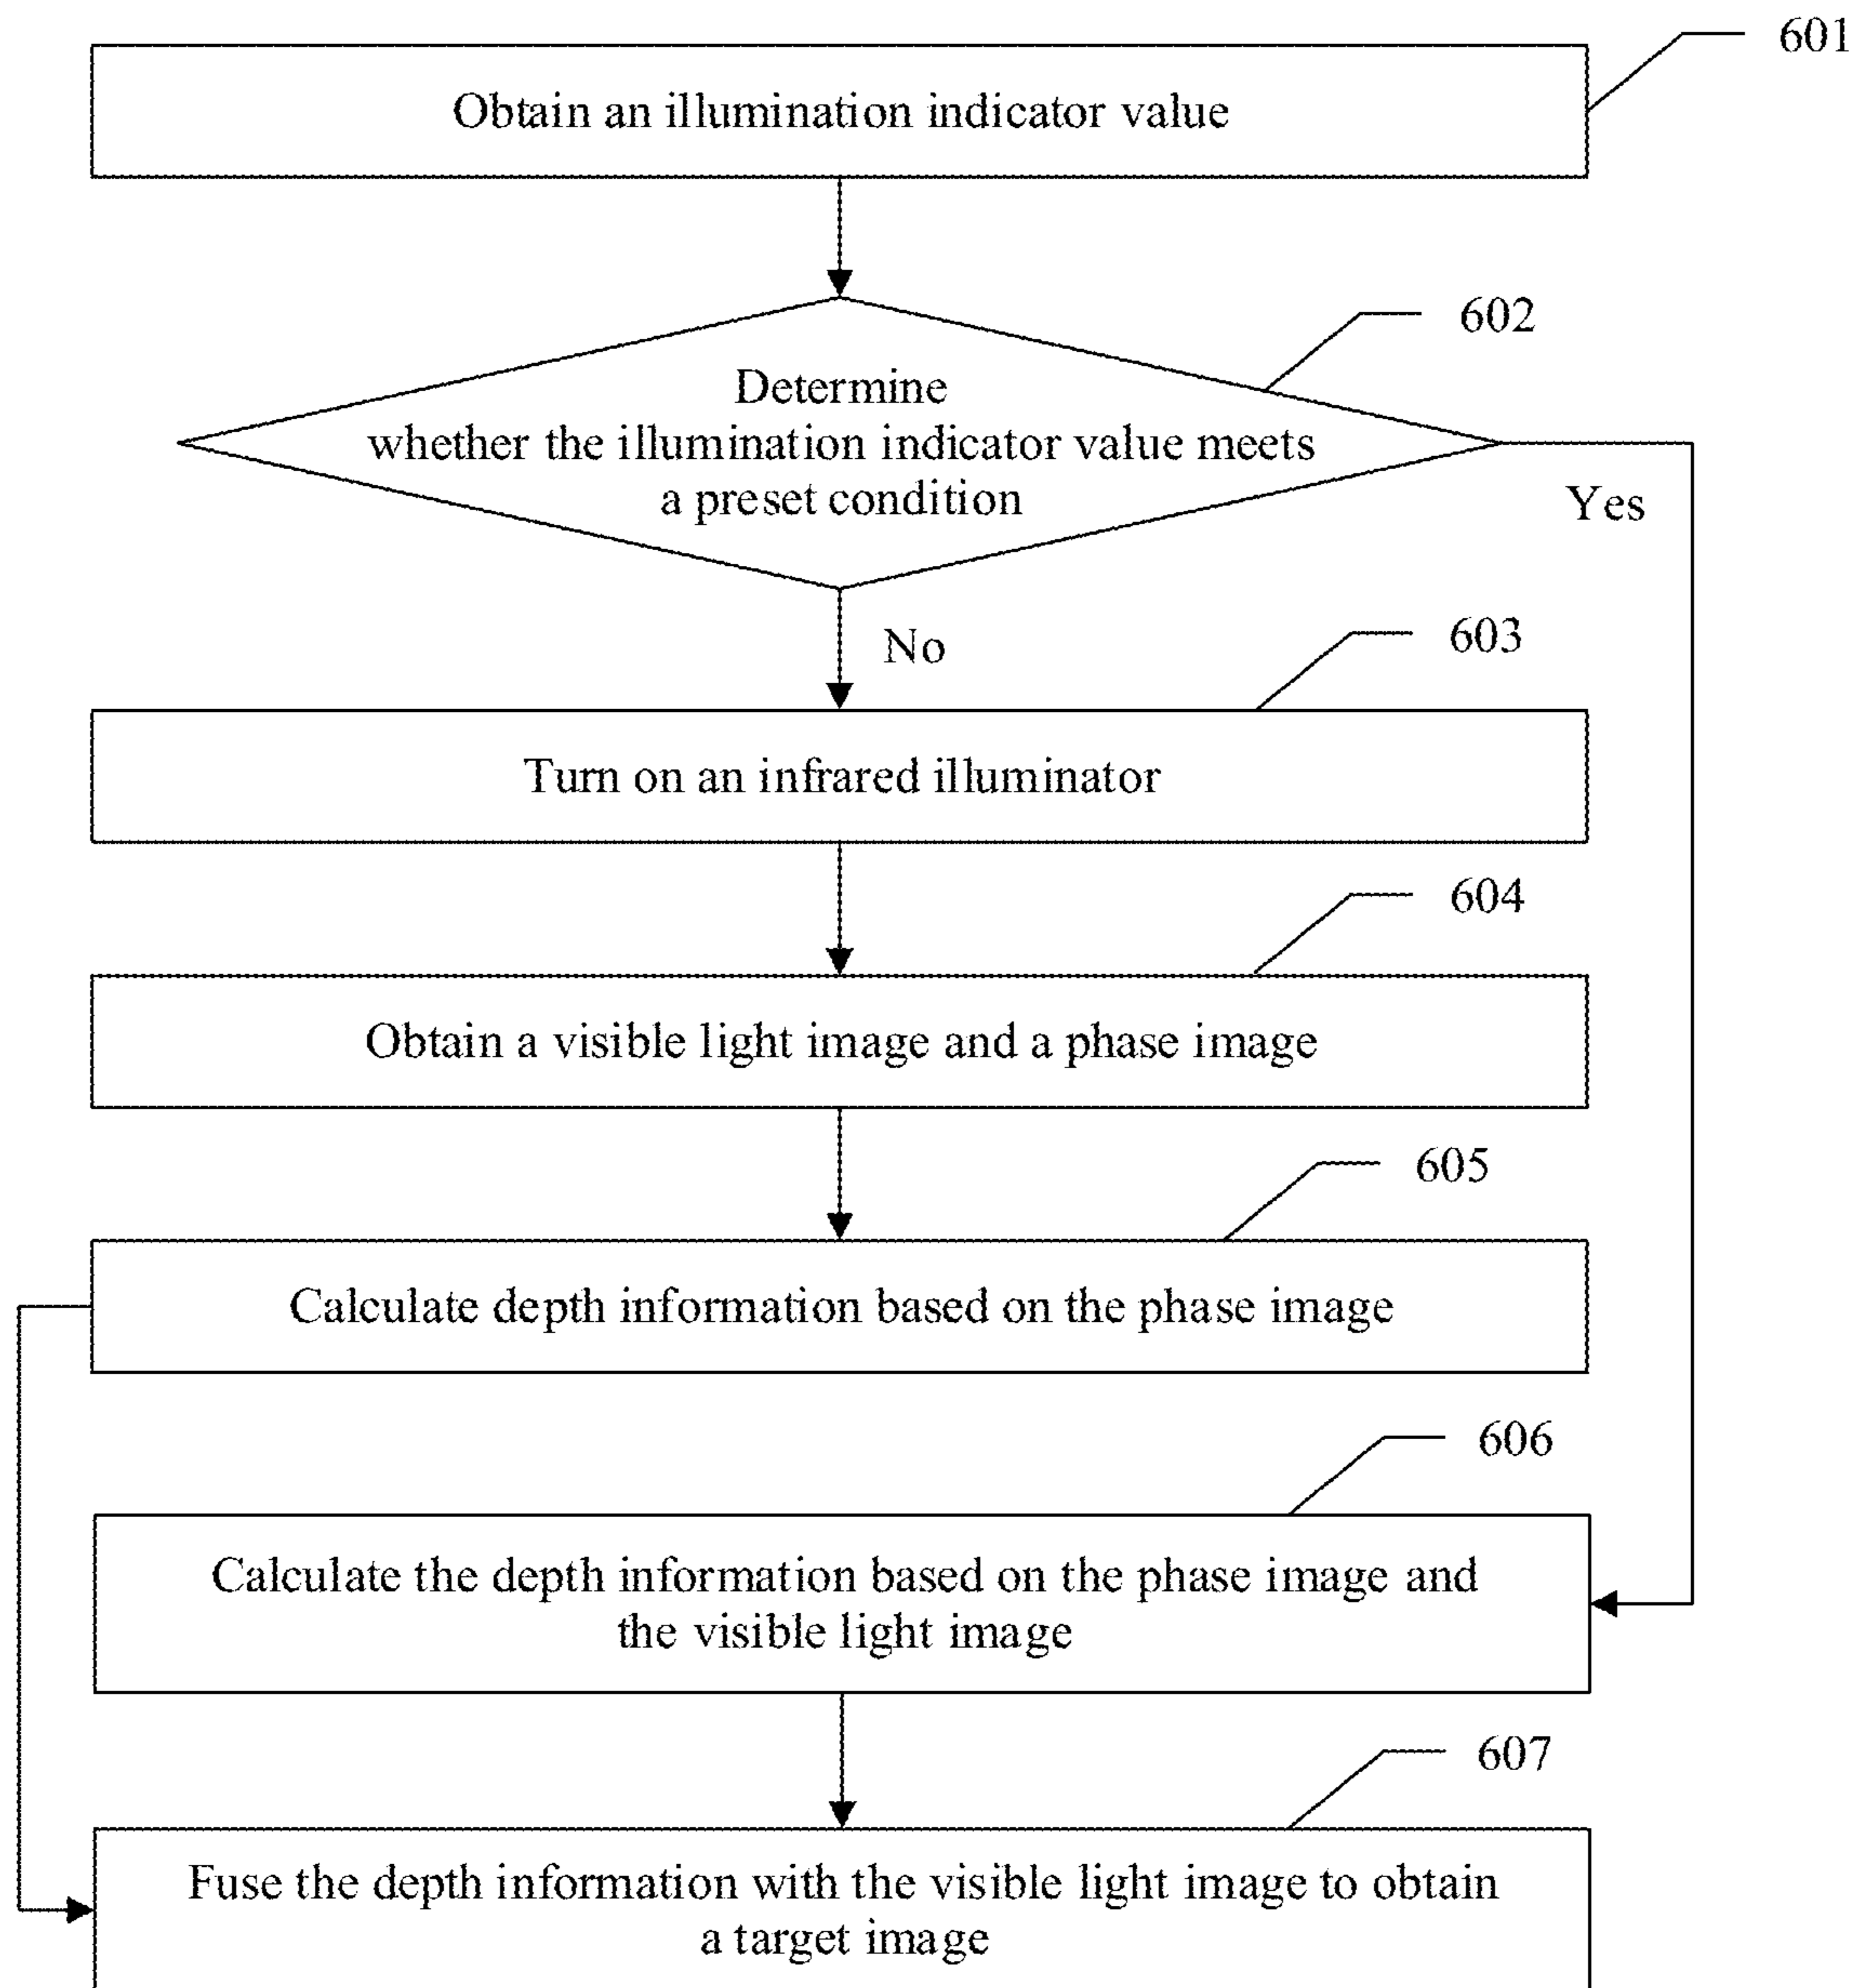 601
Obtain an illumination indicator value
602
Determine
whether the illumination indicator value meets
a preset condition
Yes
No
603
Turn on an infrared illuminator
604
Obtain a visible light image and a phase image
605
Calculate depth information based on the phase image
606
Calculate the depth information based on the phase image and
the visible light image
607
Fuse the depth information with the visible light image to obtain
a target image